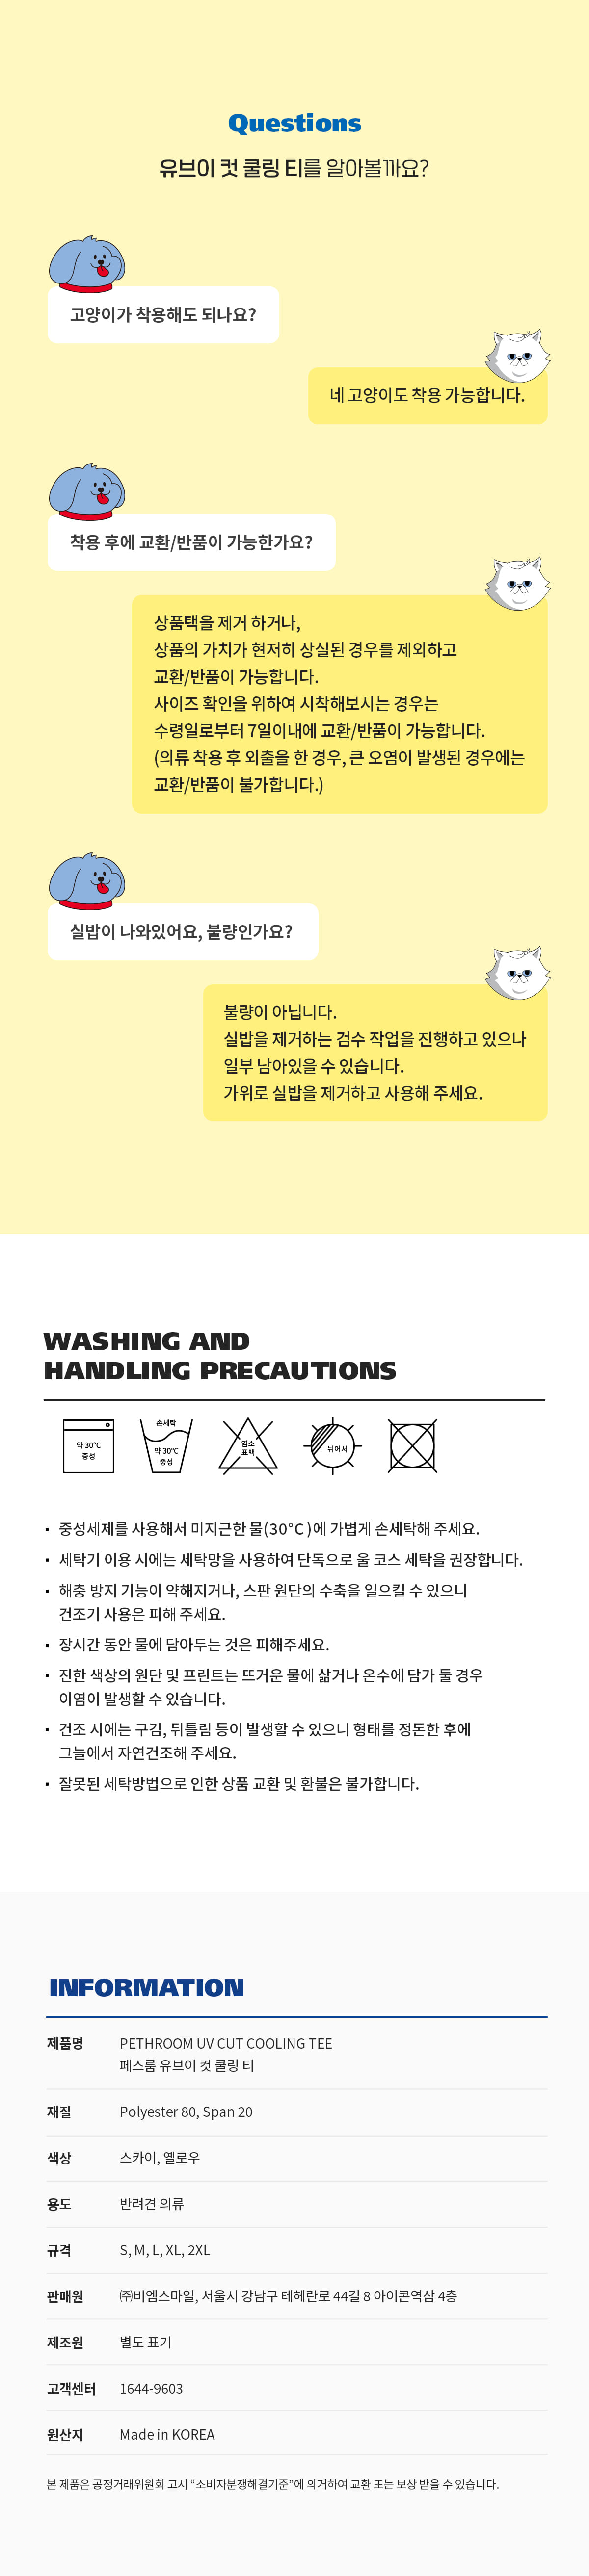 Questions
유브이 컷 쿨링 티를 알아볼까요?
고양이가 착용해도 되나요?
네 고양이도 착용 가능합니다.
착용 후에 교환/반품이 가능한가요?
상품택을 제거 하거나,
상품의 가치가 현저히 상실된 경우를 제외하고
교환/반품이 가능합니다.
사이즈 확인을 위하여 시착해보시는 경우는
수령일로부터 7일이내에 교환/반품이 가능합니다.
(의류 착용 후 외출을 한 경우, 큰 오염이 발생된 경우에는
교환/반품이 불가합니다.)
실밥이 나와있어요, 불량인가요?
불량이 아닙니다.
실밥을 제거하는 검수 작업을 진행하고 있으나
일부 남아있을 수 있습니다.
가위로 실밥을 제거하고 사용해 주세요.
WASHING AND
HANDLING PRECAUTIONS
약 30°C
중성
손세탁
약 30°C
중성
염소
표백
뉘어서
· 중성세제를 사용해서 미지근한 물(30°C )에 가볍게 손세탁해 주세요.
· 세탁기 이용 시에는 세탁망을 사용하여 단독으로 울 코스 세탁을 권장합니다.
· 해충 방지 기능이 약해지거나, 스판 원단의 수축을 일으킬 수 있으니
건조기 사용은 피해 주세요.
· 장시간 동안 물에 담아두는 것은 피해주세요.
· 진한 색상의 원단 및 프린트는 뜨거운 물에 삶거나 온수에 담가 둘 경우
이염이 발생할 수 있습니다.
· 건조 시에는 구김, 뒤틀림 등이 발생할 수 있으니 형태를 정돈한 후에
그늘에서 자연건조해 주세요.
· 잘못된 세탁방법으로 인한 상품 교환 및 환불은 불가합니다.
INFORMATION
제품명 PETHROOM UV CUT COOLING TEE
페스룸 유브이 컷 쿨링 티
재질 Polyester 80, Span 20
색상 스카이, 옐로우
용도 반려견 의류
규격 S, M, L, XL, 2XL
판매원 ㈜비엠스마일, 서울시 강남구 테헤란로 44길 8 아이콘역삼 4층
제조원 별도 표기
고객센터 1644-9603
원산지 Made in KOREA
본 제품은 공정거래위원회 고시 “소비자분쟁해결기준”에 의거하여 교환 또는 보상 받을 수 있습니다.